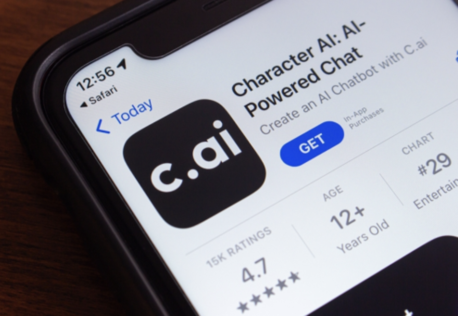 12:56
Safari
Today
c.ai
Character AI: AI-
Powered Chat
Create an AI Chatbot with C.ai
GET
In-App
Purchases
15K RATINGS
4.7
AGE
12+
Years Old
CHART
#29